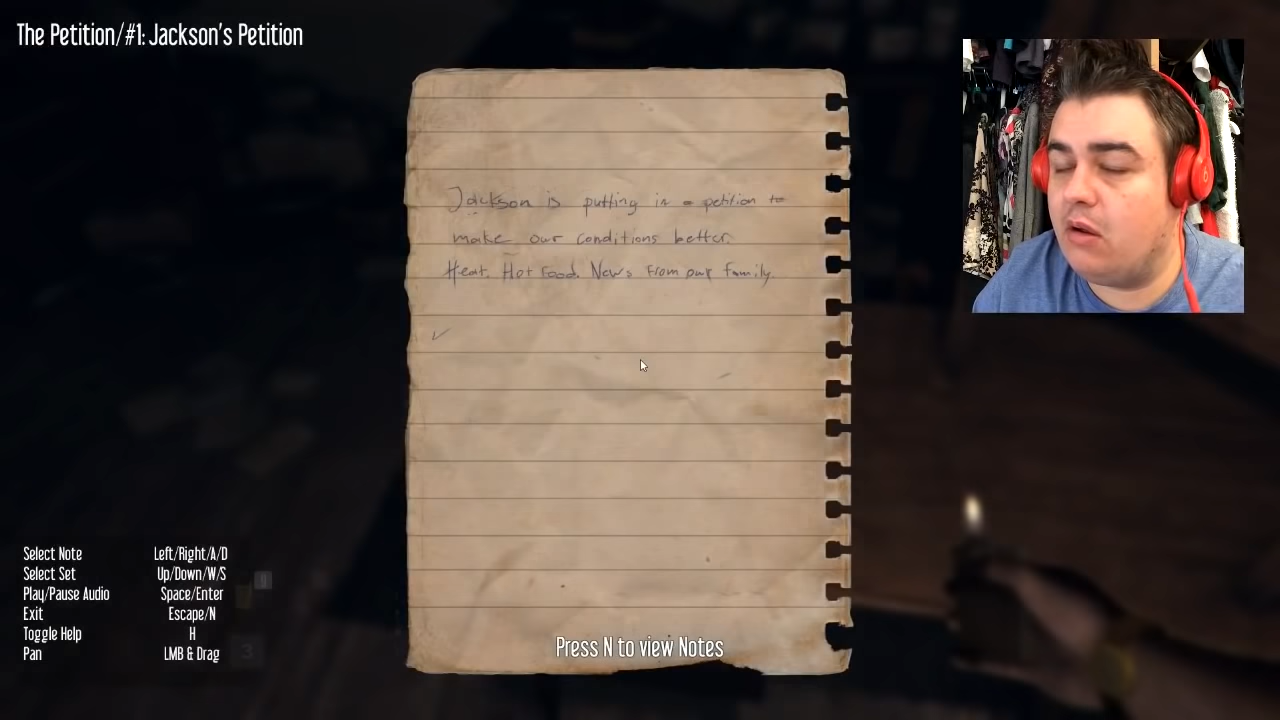 The Petition/#1: Jackson's Petition
Jackson is putting in a petition to
make our conditions better.
Heat. Hot Food. News From our family.
Select Note Left/Right/A/D
Select Set Up/Down/W/S
Play/Pause Audio Space/Enter
Exit Escape/N
Toggle Help H
Pan LMB & Drag
Press N to view Notes